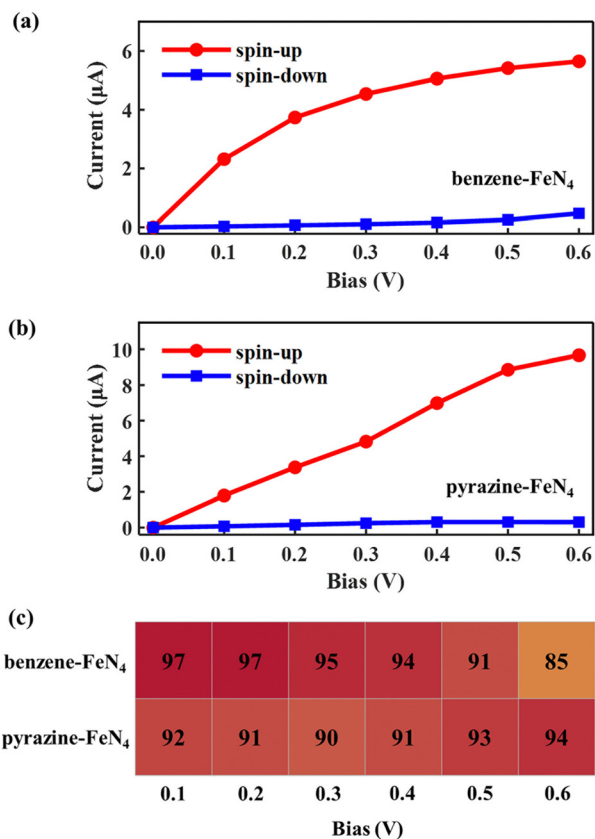 (a)
6
4
2
0
Current (μA)
spin-up
spin-down
benzene-FeN₄
0.0 0.1 0.2 0.3 0.4 0.5 0.6
Bias (V)
(b)
10
8
6
4
2
0
Current (μA)
spin-up
spin-down
pyrazine-FeN₄
0.0 0.1 0.2 0.3 0.4 0.5 0.6
Bias (V)
(c)
benzene-FeN₄ 97 97 95 94 91 85
pyrazine-FeN₄ 92 91 90 91 93 94
0.1 0.2 0.3 0.4 0.5 0.6
Bias (V)